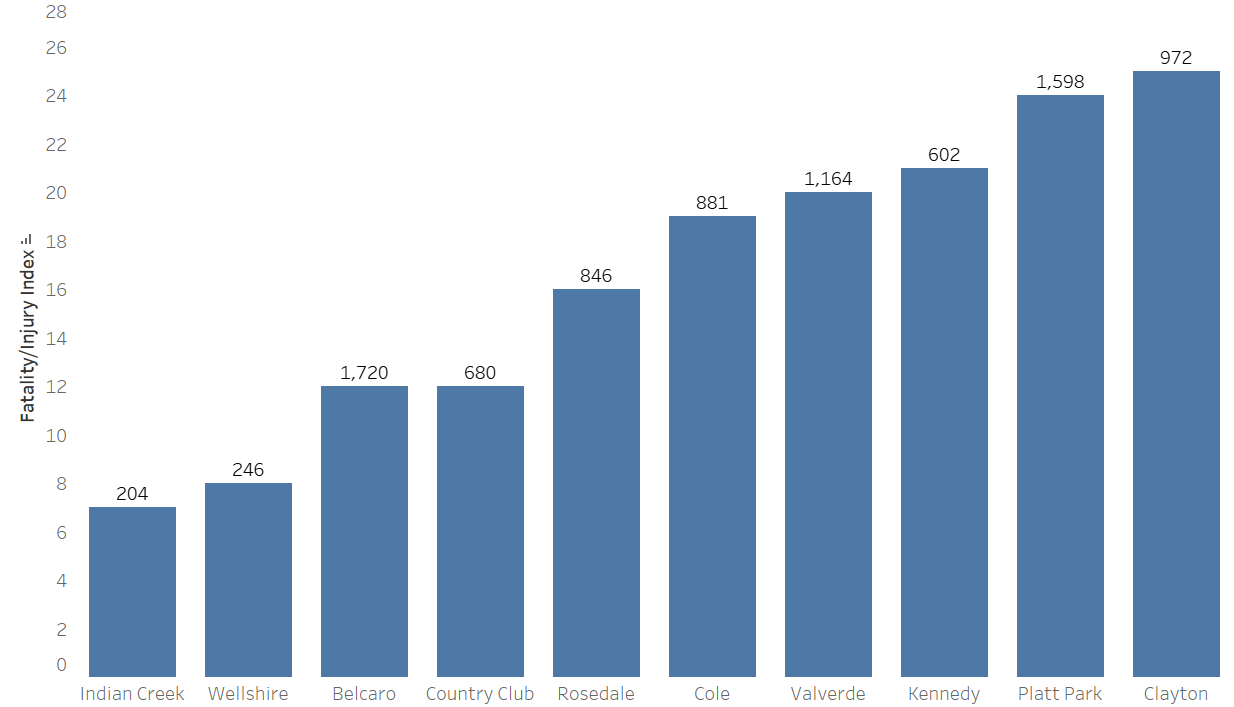 28
26
24
22
20
18
16
14
12
10
8
6
4
2
0
Fatality/Injury Index
204
246
1,720
680
846
881
1,164
602
1,598
972
Indian Creek
Wellshire
Belcaro
Country Club
Rosedale
Cole
Valverde
Kennedy
Platt Park
Clayton